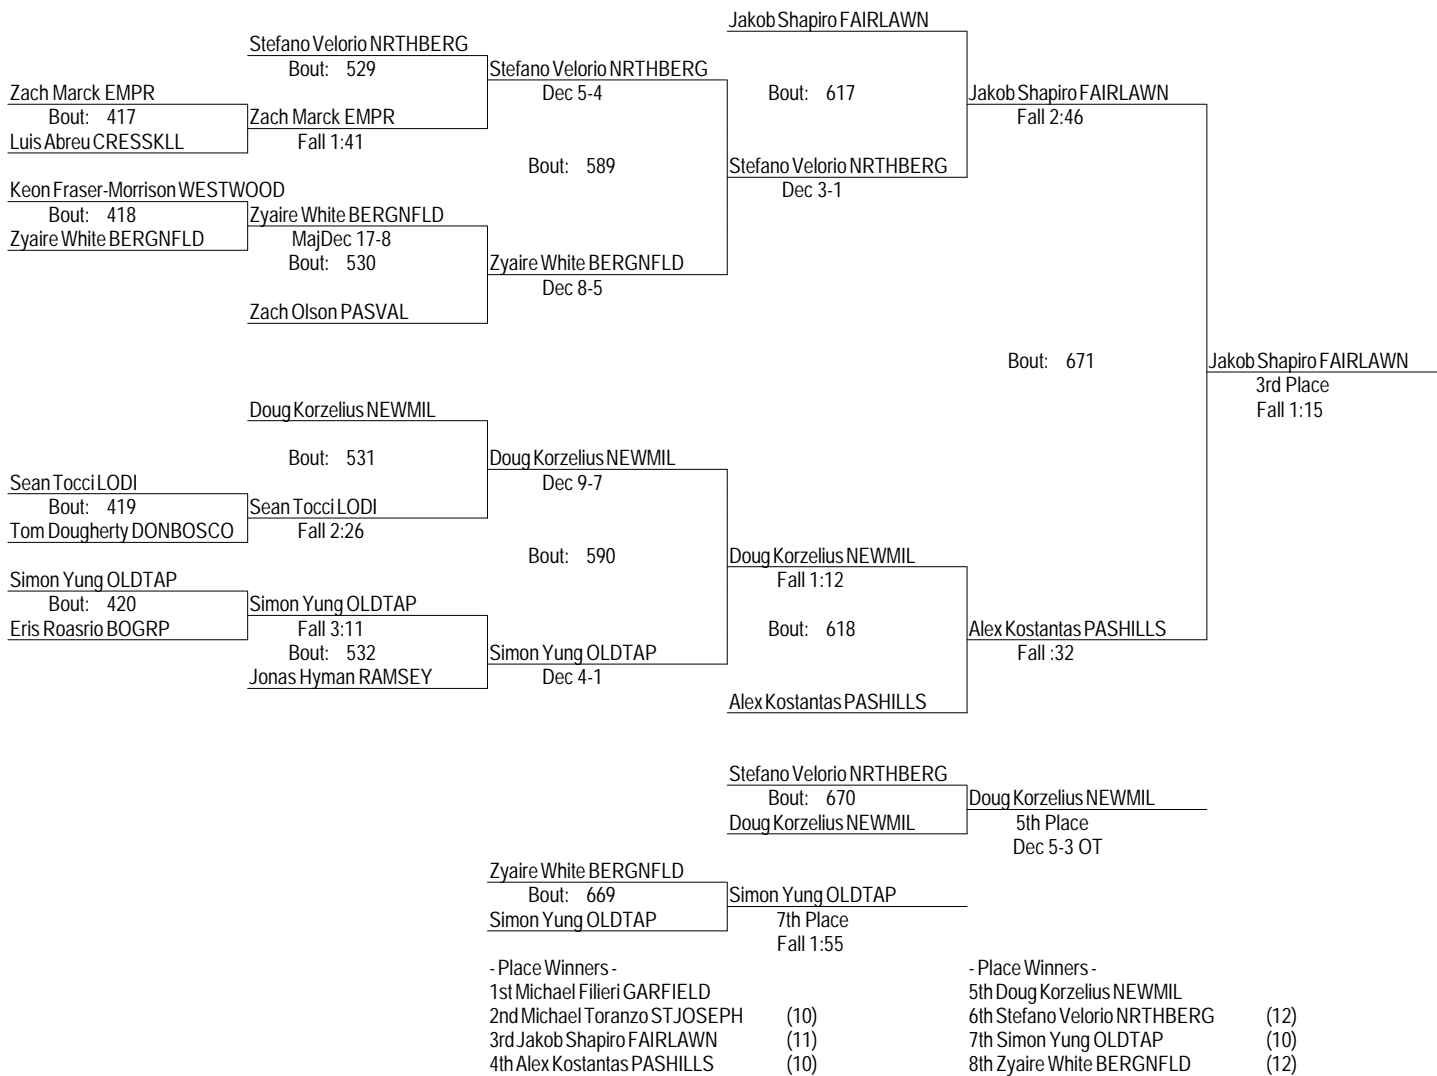 Jakob Shapiro FAIRLAWN
Stefano Velorio NRTHBERG
Bout: 529
Stefano Velorio NRTHBERG
Dec 5-4
Bout: 617
Zach Marck EMPR
Bout: 417
Luis Abreu CRESSKLL
Zach Marck EMPR
Fall 1:41
Jakob Shapiro FAIRLAWN
Fall 2:46
Bout: 589
Stefano Velorio NRTHBERG
Dec 3-1
Keon Fraser-Morrison WESTWOOD
Bout: 418
Zyaire White BERGNFLD
Zyaire White BERGNFLD
MajDec 17-8
Bout: 530
Zyaire White BERGNFLD
Dec 8-5
Zach Olson PASVAL
Bout: 671
Jakob Shapiro FAIRLAWN
3rd Place
Fall 1:15
Doug Korzelius NEWMIL
Bout: 531
Doug Korzelius NEWMIL
Dec 9-7
Sean Tocci LODI
Bout: 419
Tom Dougherty DONBOSCO
Sean Tocci LODI
Fall 2:26
Bout: 590
Doug Korzelius NEWMIL
Fall 1:12
Simon Yung OLDTAP
Bout: 420
Eris Roasrio BOGRP
Simon Yung OLDTAP
Fall 3:11
Bout: 532
Jonas Hyman RAMSEY
Simon Yung OLDTAP
Dec 4-1
Bout: 618
Alex Kostantas PASHILLS
Fall :32
Alex Kostantas PASHILLS
Stefano Velorio NRTHBERG
Bout: 670
Doug Korzelius NEWMIL
Doug Korzelius NEWMIL
5th Place
Dec 5-3 OT
Zyaire White BERGNFLD
Bout: 669
Simon Yung OLDTAP
Simon Yung OLDTAP
7th Place
Fall 1:55
- Place Winners -
1st Michael Filieri GARFIELD
2nd Michael Toranzo STJOSEPH (10)
3rd Jakob Shapiro FAIRLAWN (11)
4th Alex Kostantas PASHILLS (10)
- Place Winners -
5th Doug Korzelius NEWMIL
6th Stefano Velorio NRTHBERG (12)
7th Simon Yung OLDTAP (10)
8th Zyaire White BERGNFLD (12)